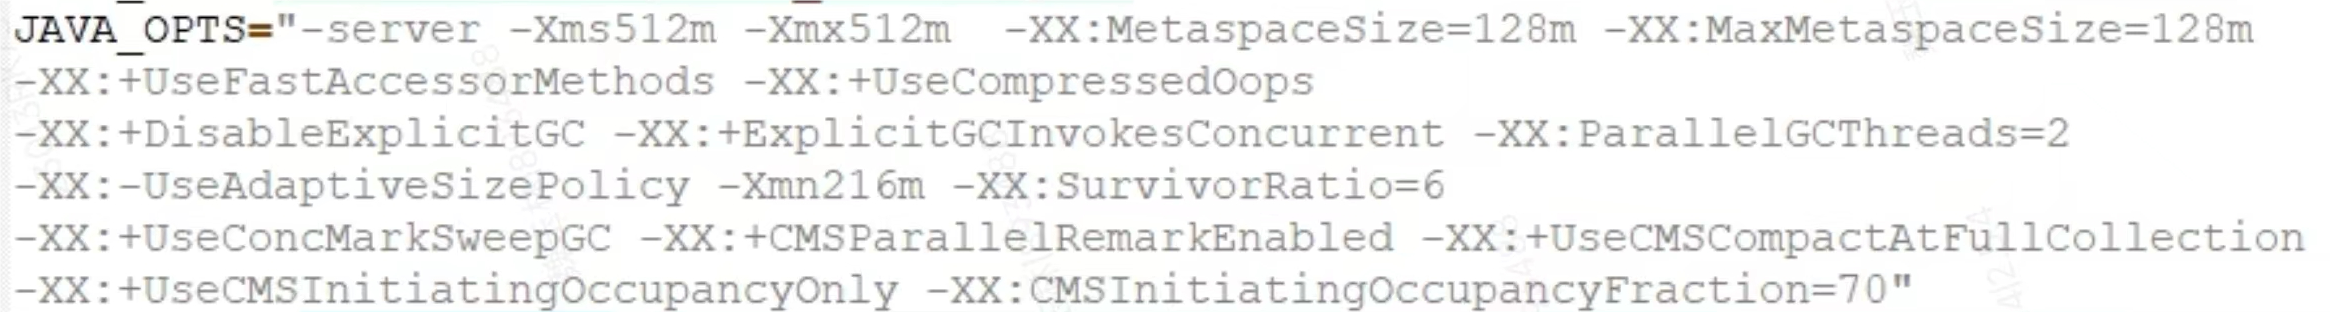 JAVA_OPTS="-server -Xms512m -Xmx512m  -XX:MetaspaceSize=128m -XX:MaxMetaspaceSize=128m
-XX:+UseFastAccessorMethods -XX:+UseCompressedOops
-XX:+DisableExplicitGC -XX:+ExplicitGCInvokesConcurrent -XX:ParallelGCThreads=2
-XX:-UseAdaptiveSizePolicy -Xmn216m -XX:SurvivorRatio=6
-XX:+UseConcMarkSweepGC -XX:+CMSParallelRemarkEnabled -XX:+UseCMSCompactAtFullCollection
-XX:+UseCMSInitiatingOccupancyOnly -XX:CMSInitiatingOccupancyFraction=70"